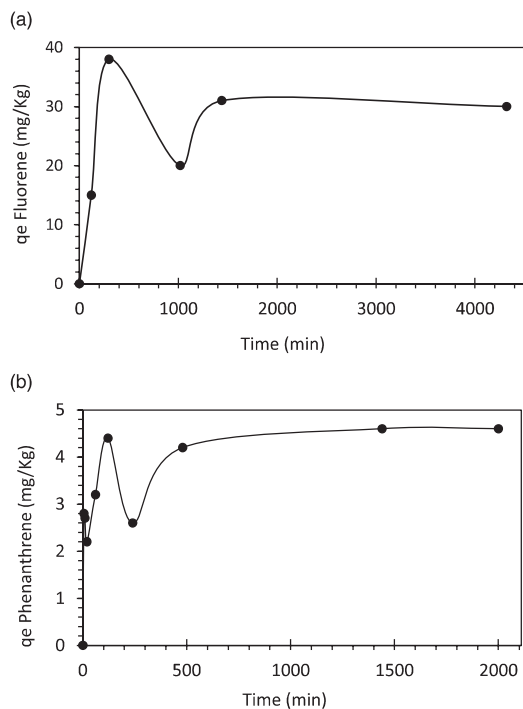 (a)
40
30
20
10
0
qe Fluorene (mg/Kg)
0 1000 2000 3000 4000
Time (min)
(b)
5
4
3
2
1
0
qe Phenanthrene (mg/Kg)
0 500 1000 1500 2000
Time (min)